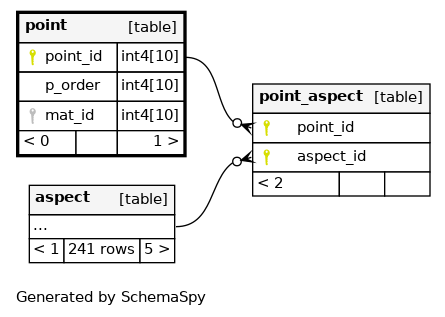 point [table]
point_id int4[10]
p_order int4[10]
mat_id int4[10]
< 0 1 >
point_aspect [table]
point_id
aspect_id
< 2
aspect [table]
...
< 1 241 rows 5 >
Generated by SchemaSpy